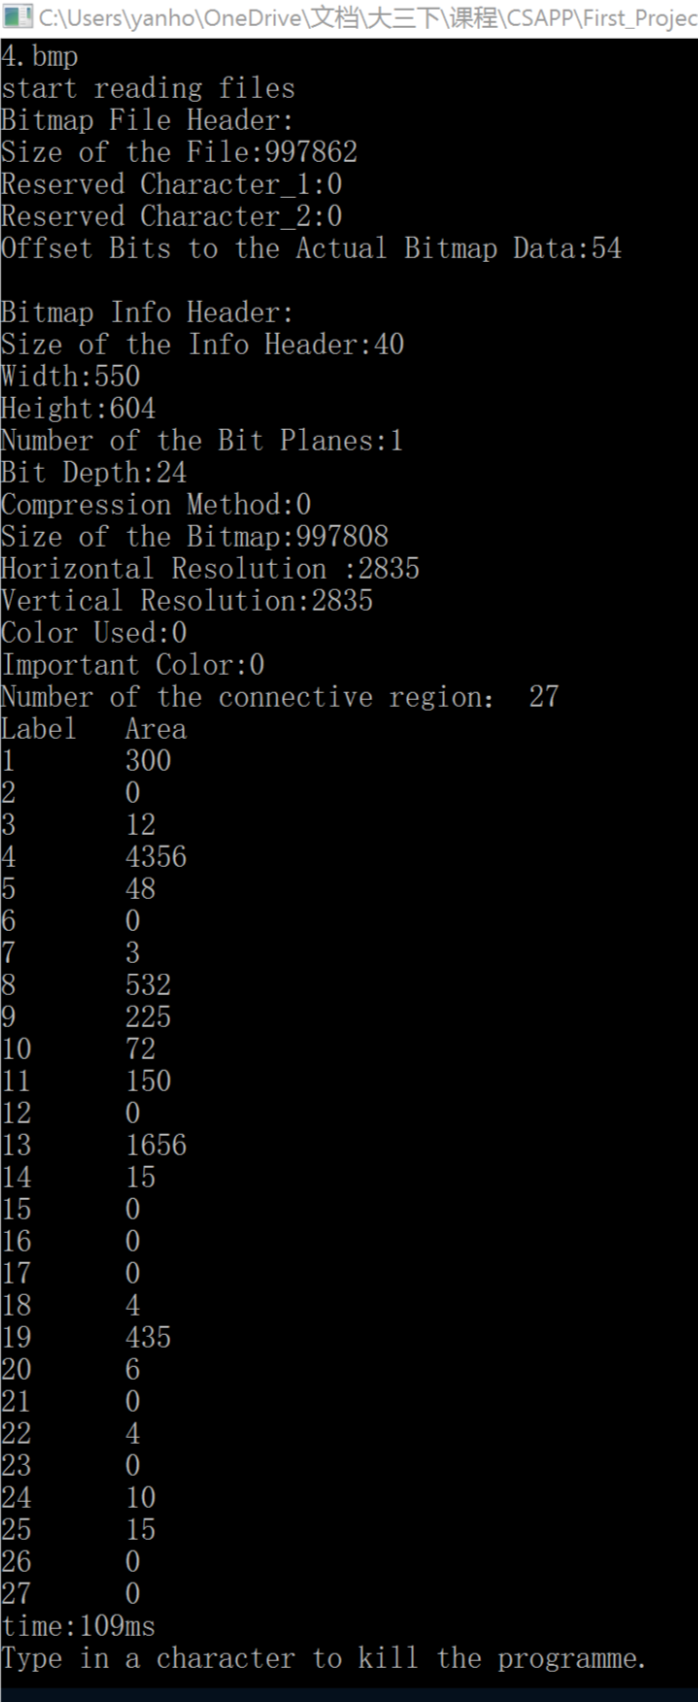 C:\Users\yanho\OneDrive\文档\大三下\课程\CSAPP\First_Projec
4.bmp
start reading files
Bitmap File Header:
Size of the File:997862
Reserved Character_1:0
Reserved Character_2:0
Offset Bits to the Actual Bitmap Data:54
Bitmap Info Header:
Size of the Info Header:40
Width:550
Height:604
Number of the Bit Planes:1
Bit Depth:24
Compression Method:0
Size of the Bitmap:997808
Horizontal Resolution :2835
Vertical Resolution:2835
Color Used:0
Important Color:0
Number of the connective region： 27
Label Area
1 300
2 0
3 12
4 4356
5 48
6 0
7 3
8 532
9 225
10 72
11 150
12 0
13 1656
14 15
15 0
16 0
17 0
18 4
19 435
20 6
21 0
22 4
23 0
24 10
25 15
26 0
27 0
time:109ms
Type in a character to kill the programme.